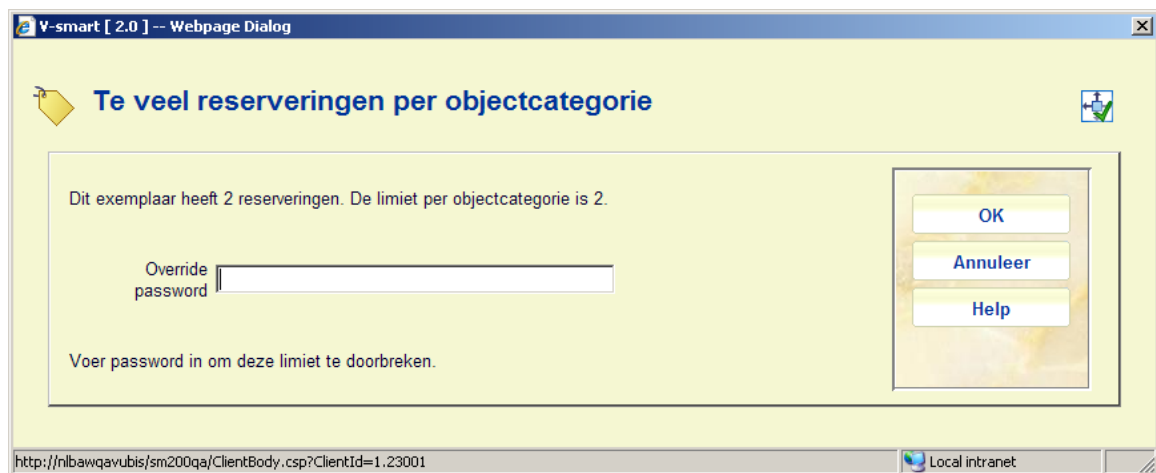 V-smart [ 2.0 ] -- Webpage Dialog
Te veel reserveringen per objectcategorie
Dit exemplaar heeft 2 reserveringen. De limiet per objectcategorie is 2.
Override
password
Voer password in om deze limiet te doorbreken.
OK
Annuleer
Help
http://nlbawqavubis/sm200qa/ClientBody.csp?ClientId=1.23001
Local intranet